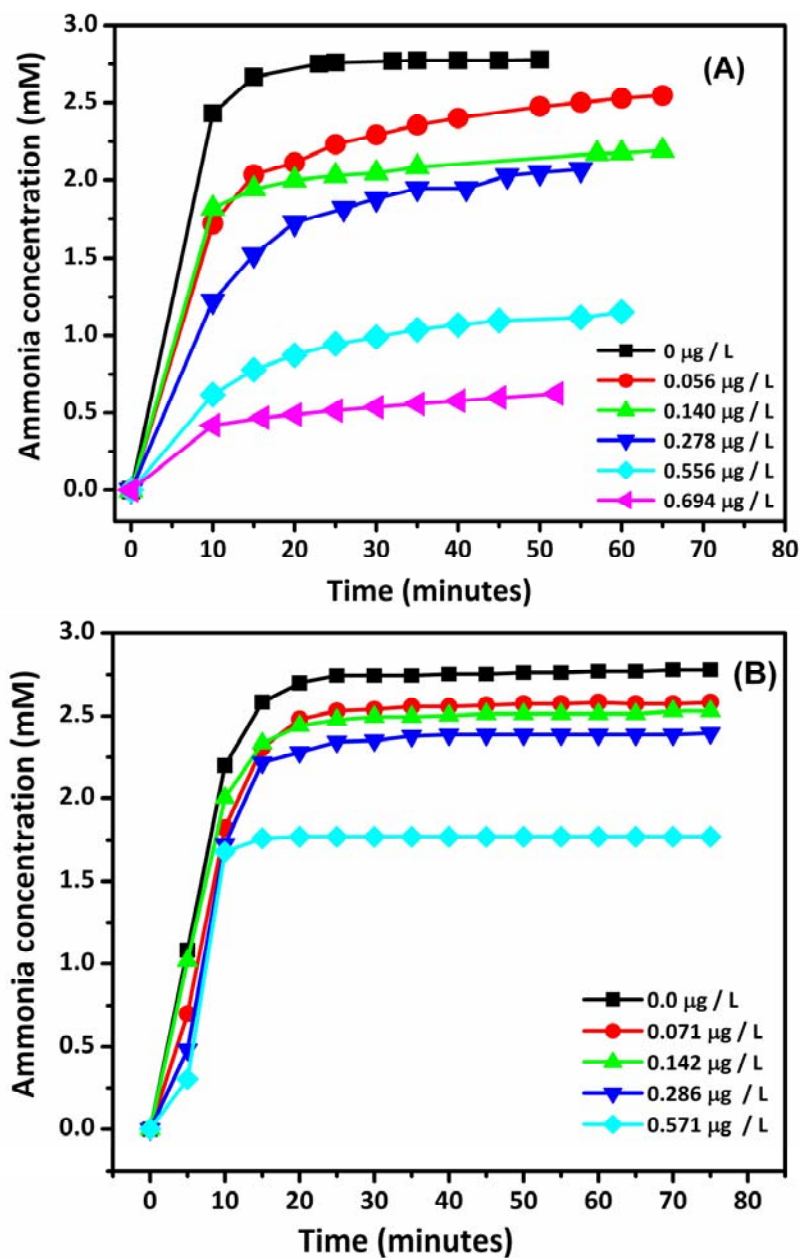 3.0
(A)
2.5
2.0
1.5
1.0
0.5
0.0
Ammonia concentration (mM)
0 μg / L
0.056 μg / L
0.140 μg / L
0.278 μg / L
0.556 μg / L
0.694 μg / L
0 10 20 30 40 50 60 70 80
Time (minutes)
3.0
(B)
2.5
2.0
1.5
1.0
0.5
0.0
Ammonia concentration (mM)
0.0 μg / L
0.071 μg / L
0.142 μg / L
0.286 μg / L
0.571 μg / L
0 10 20 30 40 50 60 70 80
Time (minutes)